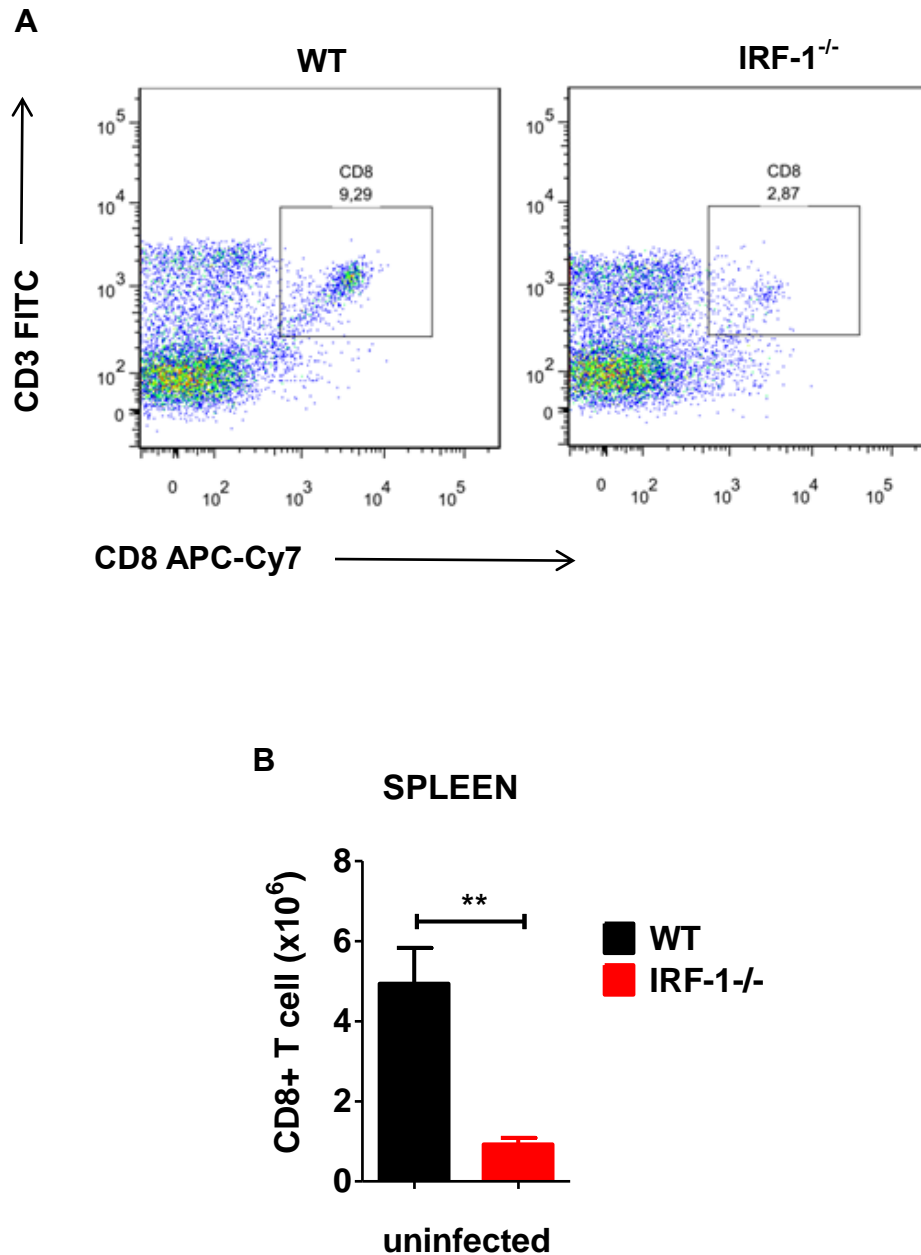 A
WT
IRF-1-/-
CD3 FITC
10^5
10^4
10^3
10^2
0
CD8
9,29
0 10^2 10^3 10^4 10^5
10^5
10^4
10^3
10^2
0
CD8
2,87
0 10^2 10^3 10^4 10^5
CD8 APC-Cy7
B
SPLEEN
CD8+ T cell (x10^6)
8
6
4
2
0
**
WT
IRF-1-/-
uninfected